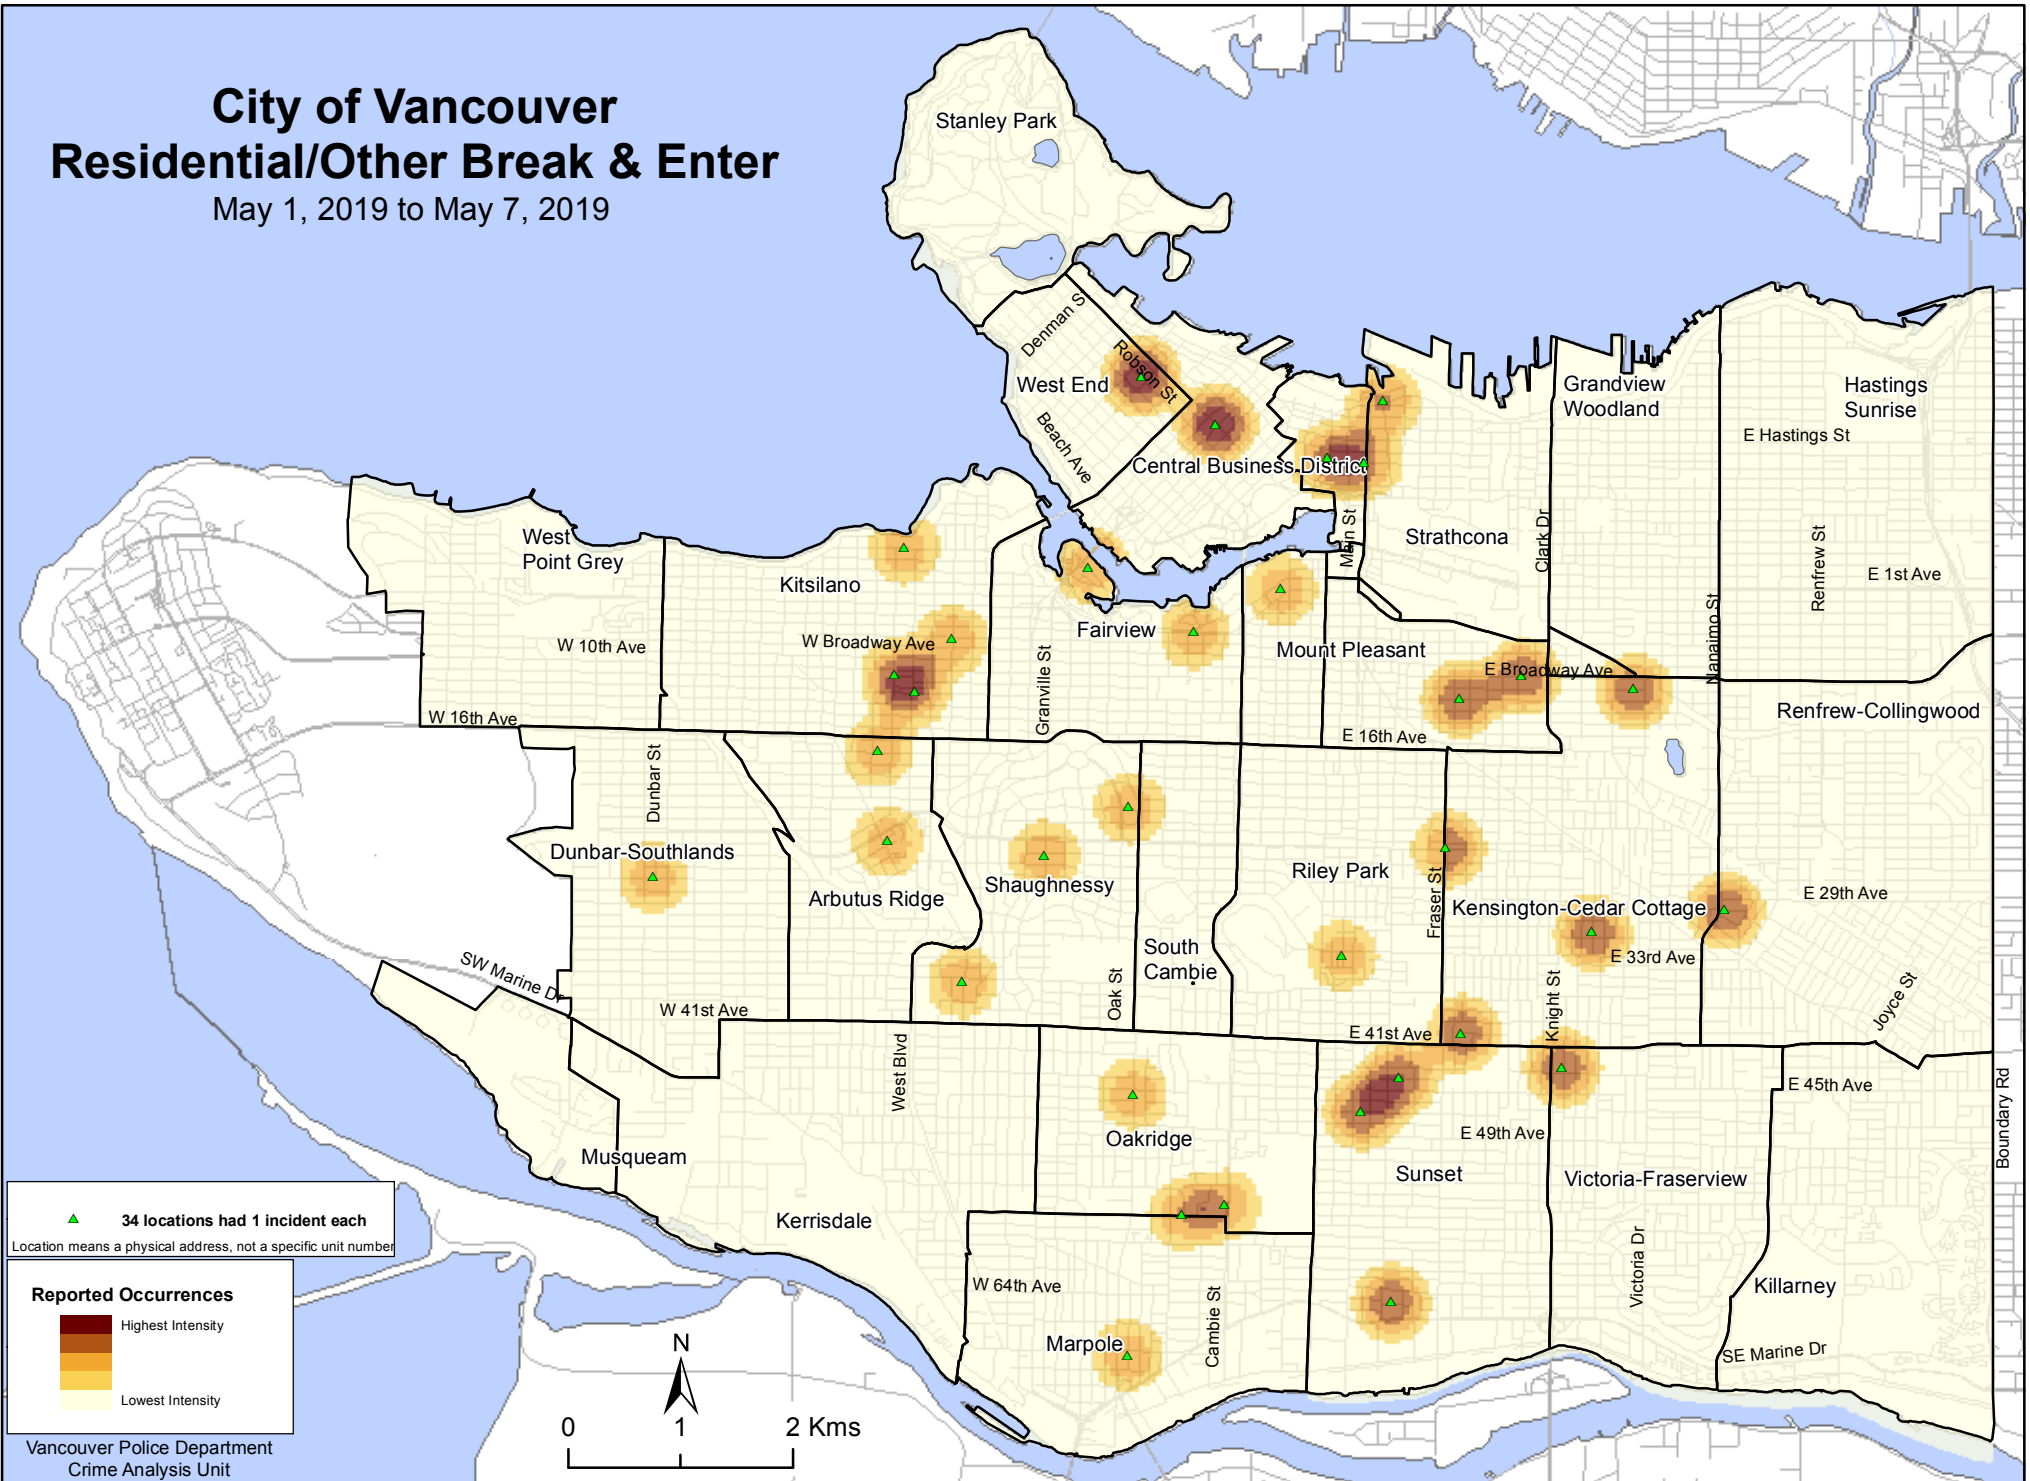 City of Vancouver
Residential/Other Break & Enter
May 1, 2019 to May 7, 2019
Stanley Park
Denman S
Robson St
West End
Beach Ave
Central Business District
Grandview
Woodland
Hastings
Sunrise
E Hastings St
Main St
Strathcona
Clark Dr
Nanaimo St
Renfrew St
E 1st Ave
West
Point Grey
Kitsilano
W 10th Ave
W Broadway Ave
Fairview
Granville St
Mount Pleasant
E Broadway Ave
Renfrew-Collingwood
W 16th Ave
E 16th Ave
Dunbar St
Dunbar-Southlands
Arbutus Ridge
Shaughnessy
Riley Park
Fraser St
Kensington-Cedar Cottage
E 29th Ave
South
Cambie
E 33rd Ave
SW Marine Dr
W 41st Ave
Oak St
E 41st Ave
Knight St
Joyce St
West Blvd
E 45th Ave
Boundary Rd
Oakridge
E 49th Ave
Musqueam
Sunset
Victoria-Fraserview
Kerrisdale
Victoria Dr
W 64th Ave
Killarney
Marpole
Cambie St
SE Marine Dr
34 locations had 1 incident each
Location means a physical address, not a specific unit number
Reported Occurrences
Highest Intensity
Lowest Intensity
N
0 1 2 Kms
Vancouver Police Department
Crime Analysis Unit